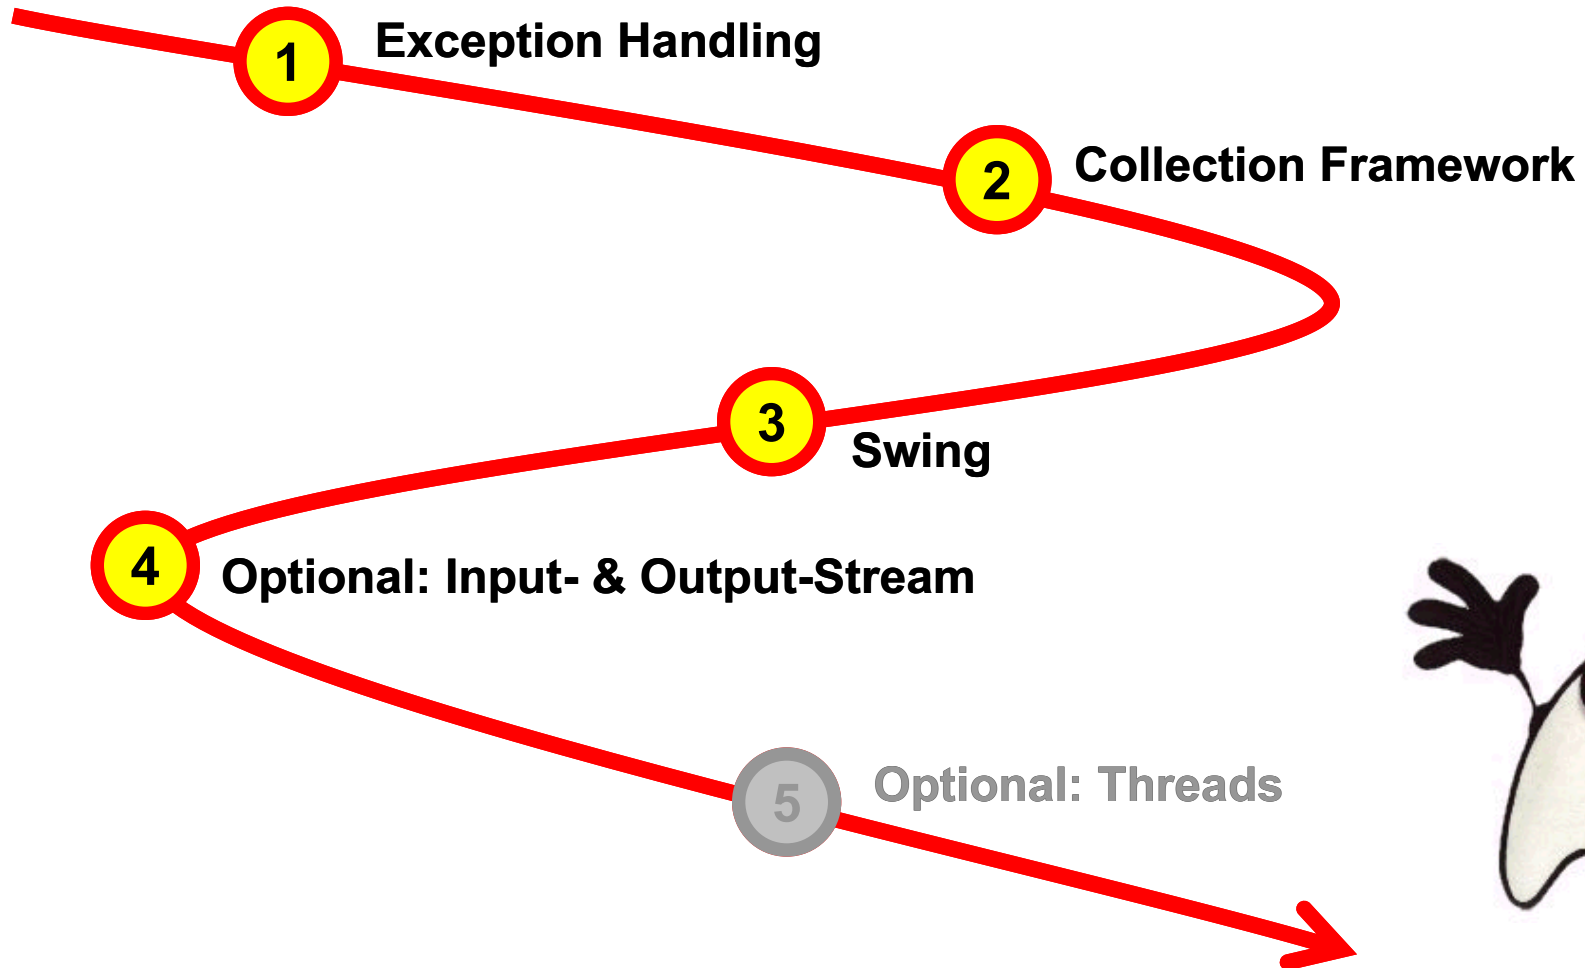 1 Exception Handling
2 Collection Framework
3 Swing
4 Optional: Input- & Output-Stream
5 Optional: Threads